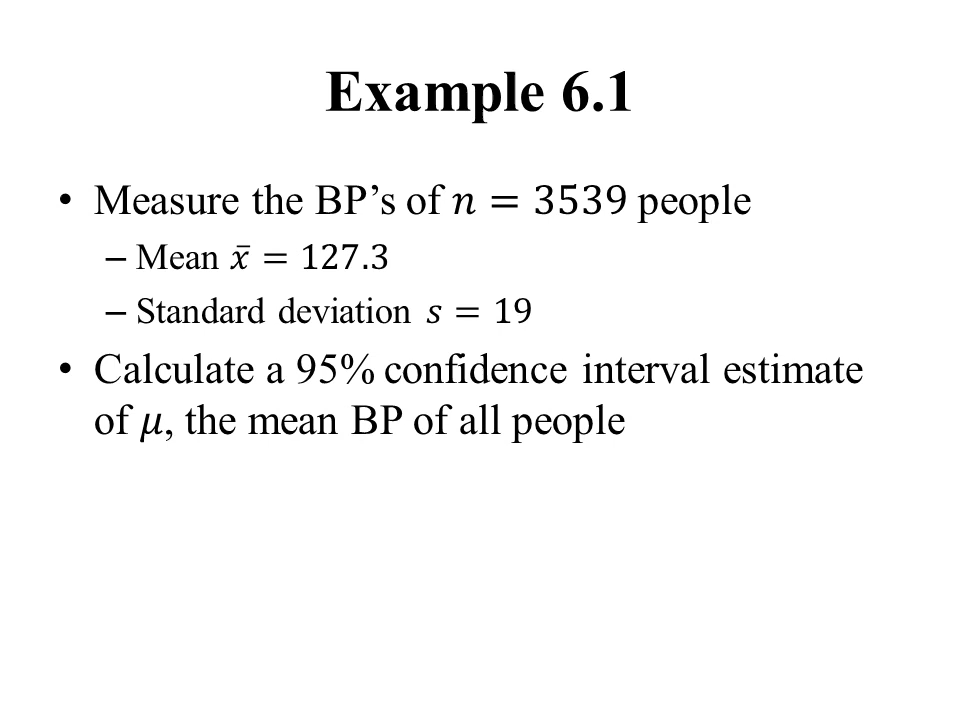 Example 6.1
• Measure the BP’s of 𝑛 = 3539 people
– Mean 𝑥̄ = 127.3
– Standard deviation 𝑠 = 19
• Calculate a 95% confidence interval estimate
of 𝜇, the mean BP of all people